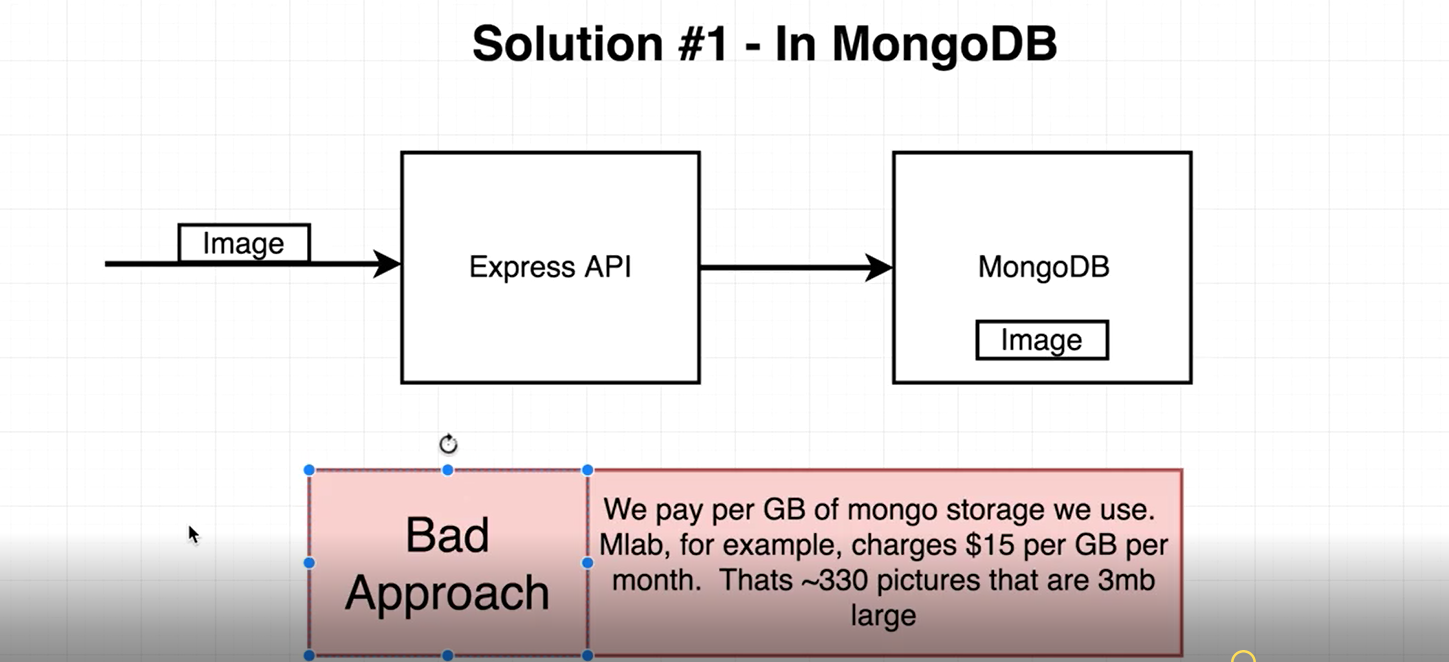 Solution #1 - In MongoDB
Image
Express API
MongoDB
Image
Bad
Approach
We pay per GB of mongo storage we use.
Mlab, for example, charges $15 per GB per
month.  Thats ~330 pictures that are 3mb
large